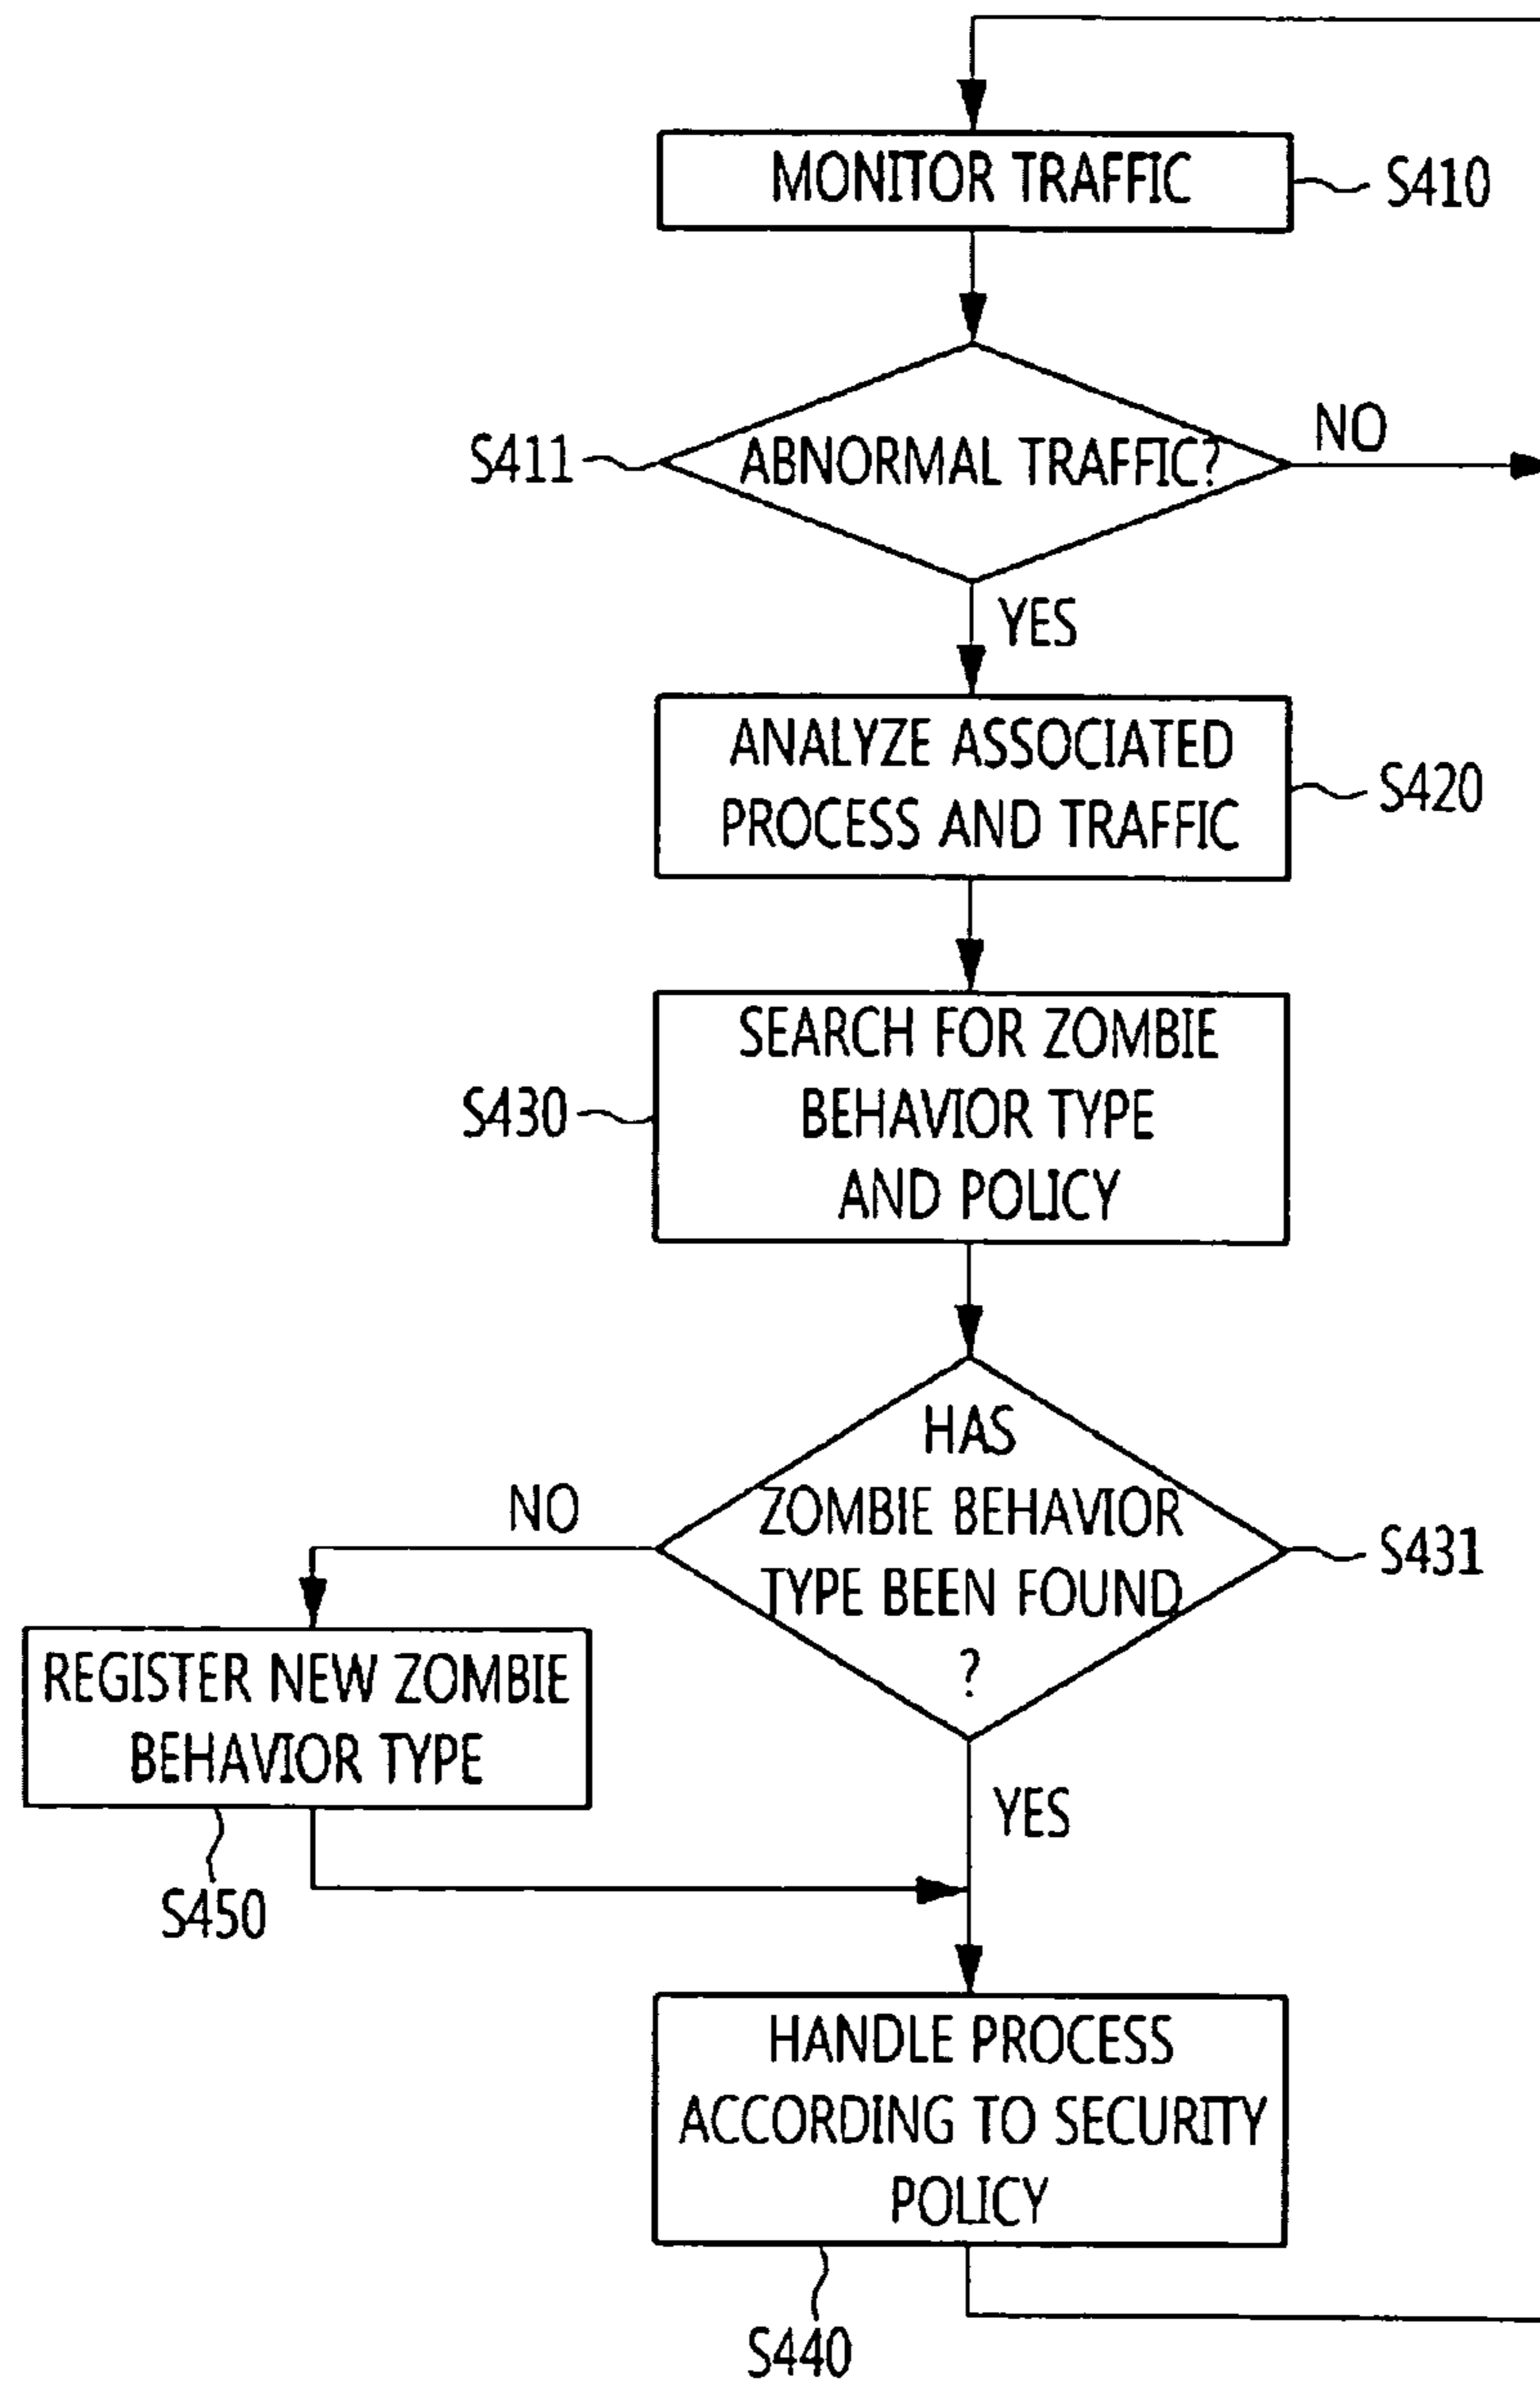 MONITOR TRAFFIC
S410
S411
ABNORMAL TRAFFIC?
NO
YES
ANALYZE ASSOCIATED
PROCESS AND TRAFFIC
S420
SEARCH FOR ZOMBIE
BEHAVIOR TYPE
AND POLICY
S430
HAS
ZOMBIE BEHAVIOR
TYPE BEEN FOUND
?
S431
NO
REGISTER NEW ZOMBIE
BEHAVIOR TYPE
S450
YES
HANDLE PROCESS
ACCORDING TO SECURITY
POLICY
S440